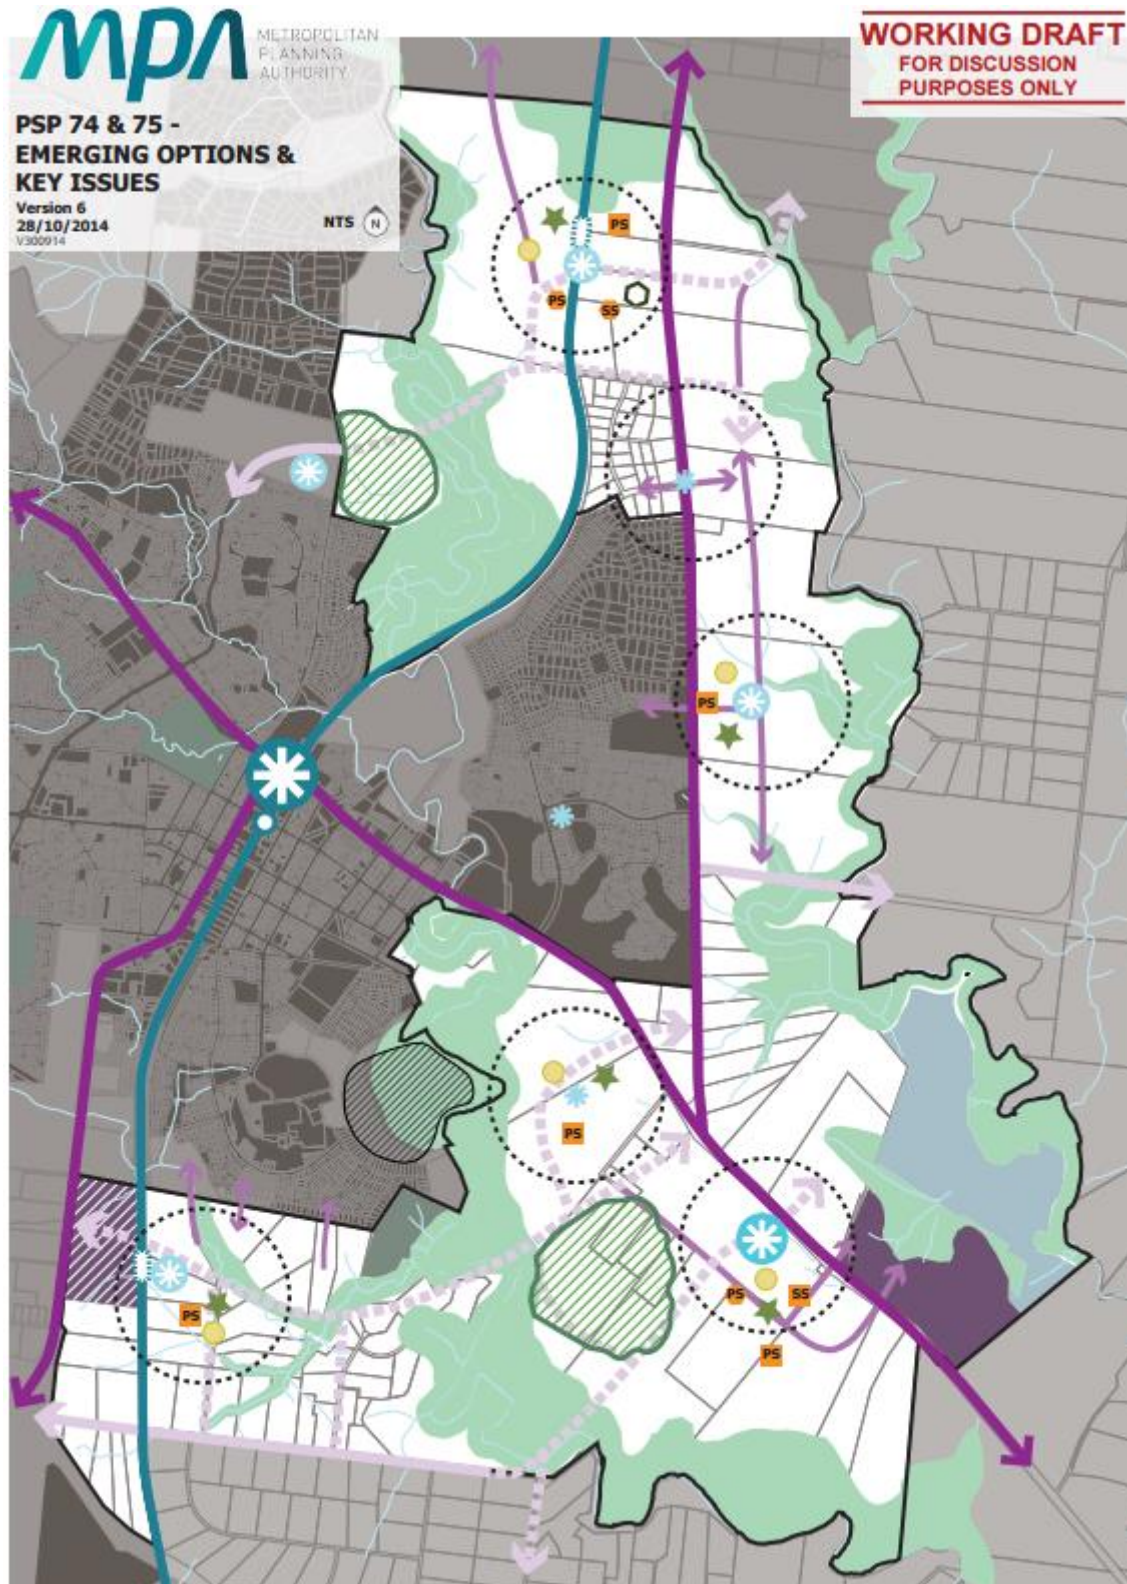 MPA METROPOLITAN
PLANNING
AUTHORITY
WORKING DRAFT
FOR DISCUSSION
PURPOSES ONLY
PSP 74 & 75 -
EMERGING OPTIONS &
KEY ISSUES
Version 6
28/10/2014
V300914
NTS N
PS
PS
SS
PS
PS
PS
PS
SS
PS